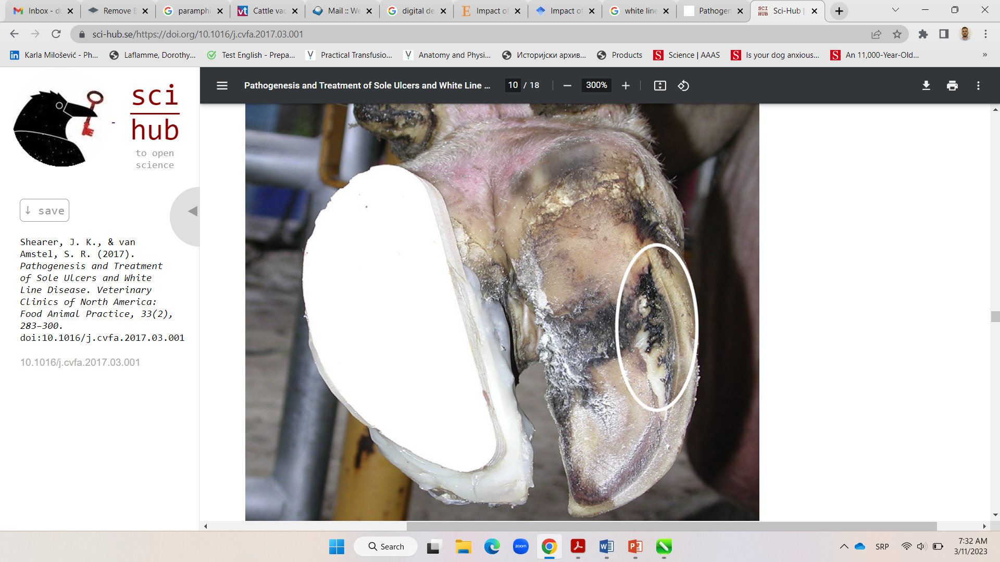 Inbox - du
Remove B
paramphi
Cattle vac
Mail :: We
digital de
Impact of
Impact of
white line
Pathogen
Sci-Hub |
sci-hub.se/https://doi.org/10.1016/j.cvfa.2017.03.001
Karla Milošević - Ph...
Laflamme, Dorothy...
Test English - Prepa...
Practical Transfusio...
Anatomy and Physi...
Историјски архив...
Products
Science | AAAS
Is your dog anxious...
An 11,000-Year-Old...
»
Pathogenesis and Treatment of Sole Ulcers and White Line ...
10 / 18
300%
sci
hub
to open
science
↓ save
Shearer, J. K., & van
Amstel, S. R. (2017).
Pathogenesis and Treatment
of Sole Ulcers and White
Line Disease. Veterinary
Clinics of North America:
Food Animal Practice, 33(2),
283–300.
doi:10.1016/j.cvfa.2017.03.001
10.1016/j.cvfa.2017.03.001
Search
zoom
SRP
7:32 AM
3/11/2023